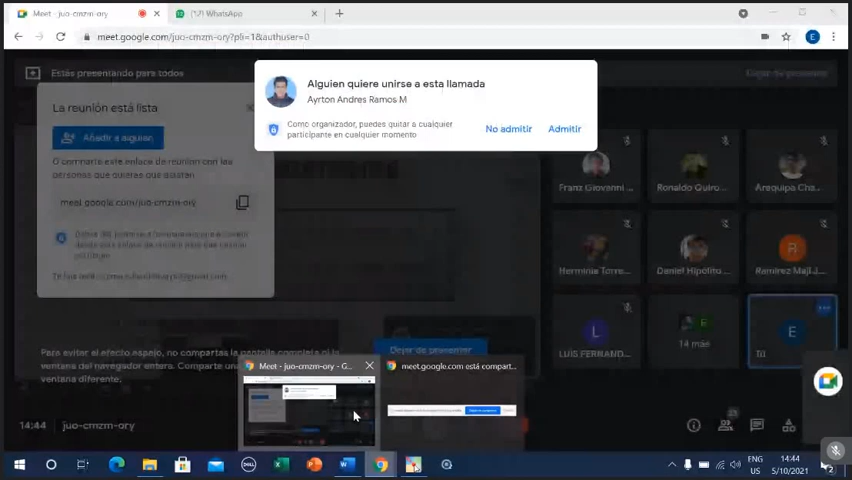 Meet - juo-cmzm-ory
(12) WhatsApp
meet.google.com/juo-cmzm-ory?pli=1&authuser=0
E
Estás presentando para todos
Dejar de presentar
Alguien quiere unirse a esta llamada
Ayrton Andres Ramos M
Como organizador, puedes quitar a cualquier
participante en cualquier momento
No admitir
Admitir
La reunión está lista
Añadir a alguien
O comparte este enlace de reunión con las
personas que quieres que asistan
meet.google.com/juo-cmzm-ory
Franz Giovanni ...
Ronaldo Quiro...
Arequipa Cha...
Herminia Torre...
Daniel Hipólito ...
R
L
LUIS FERNAND...
E
14 más
E
Tú
Para evitar el efecto espejo, no compartas la pantalla completa ni la
ventana del navegador entera. Comparte una
ventana diferente.
Dejar de presentar
Meet - juo-cmzm-ory - G...
meet.google.com está compart...
14:44
juo-cmzm-ory
DELL
ENG
US
14:44
5/10/2021
2